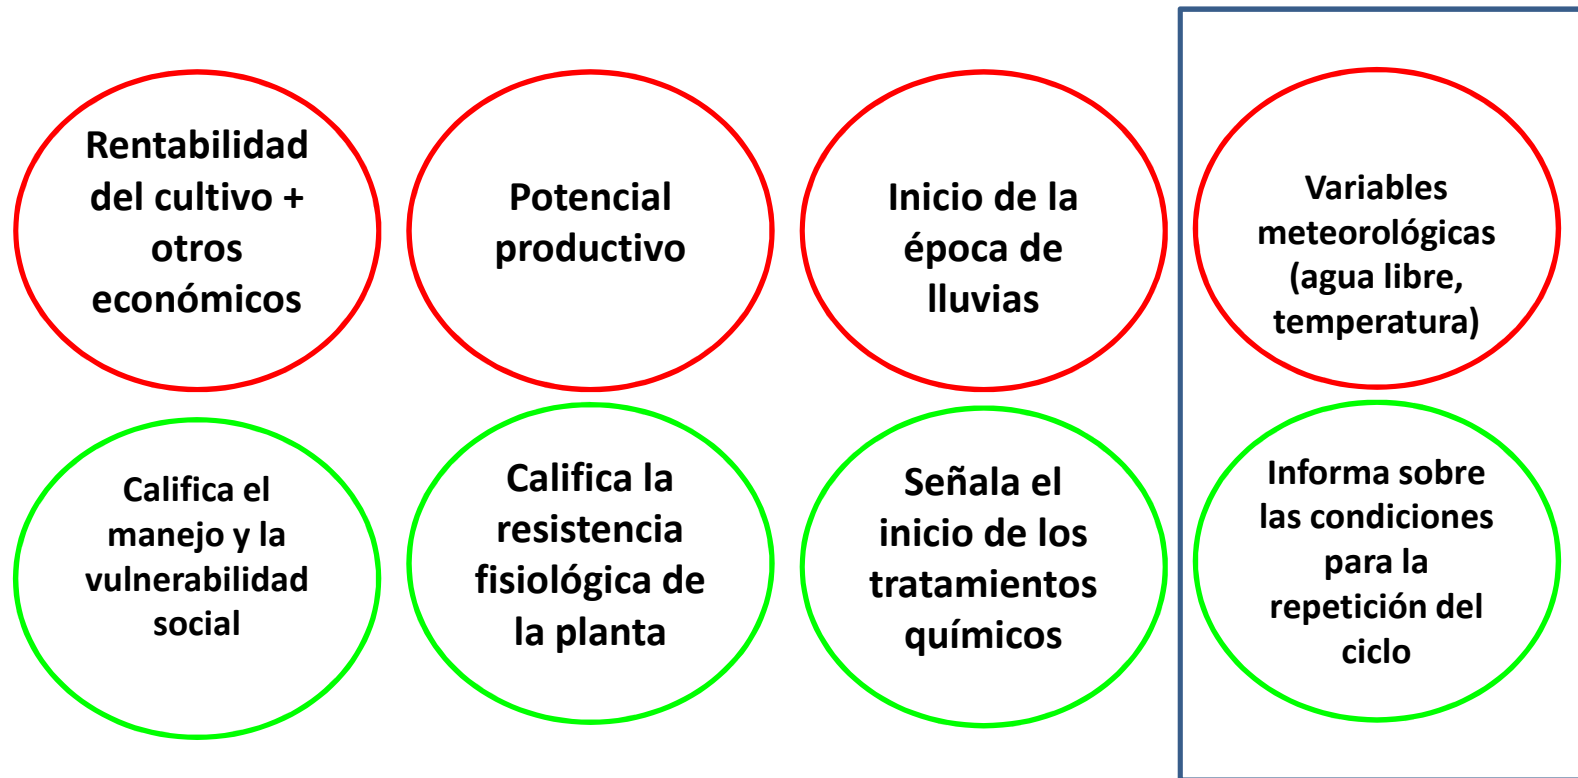 Rentabilidad
del cultivo +
otros
económicos
Potencial
productivo
Inicio de la
época de
lluvias
Variables
meteorológicas
(agua libre,
temperatura)
Califica el
manejo y la
vulnerabilidad
social
Califica la
resistencia
fisiológica de
la planta
Señala el
inicio de los
tratamientos
químicos
Informa sobre
las condiciones
para la
repetición del
ciclo